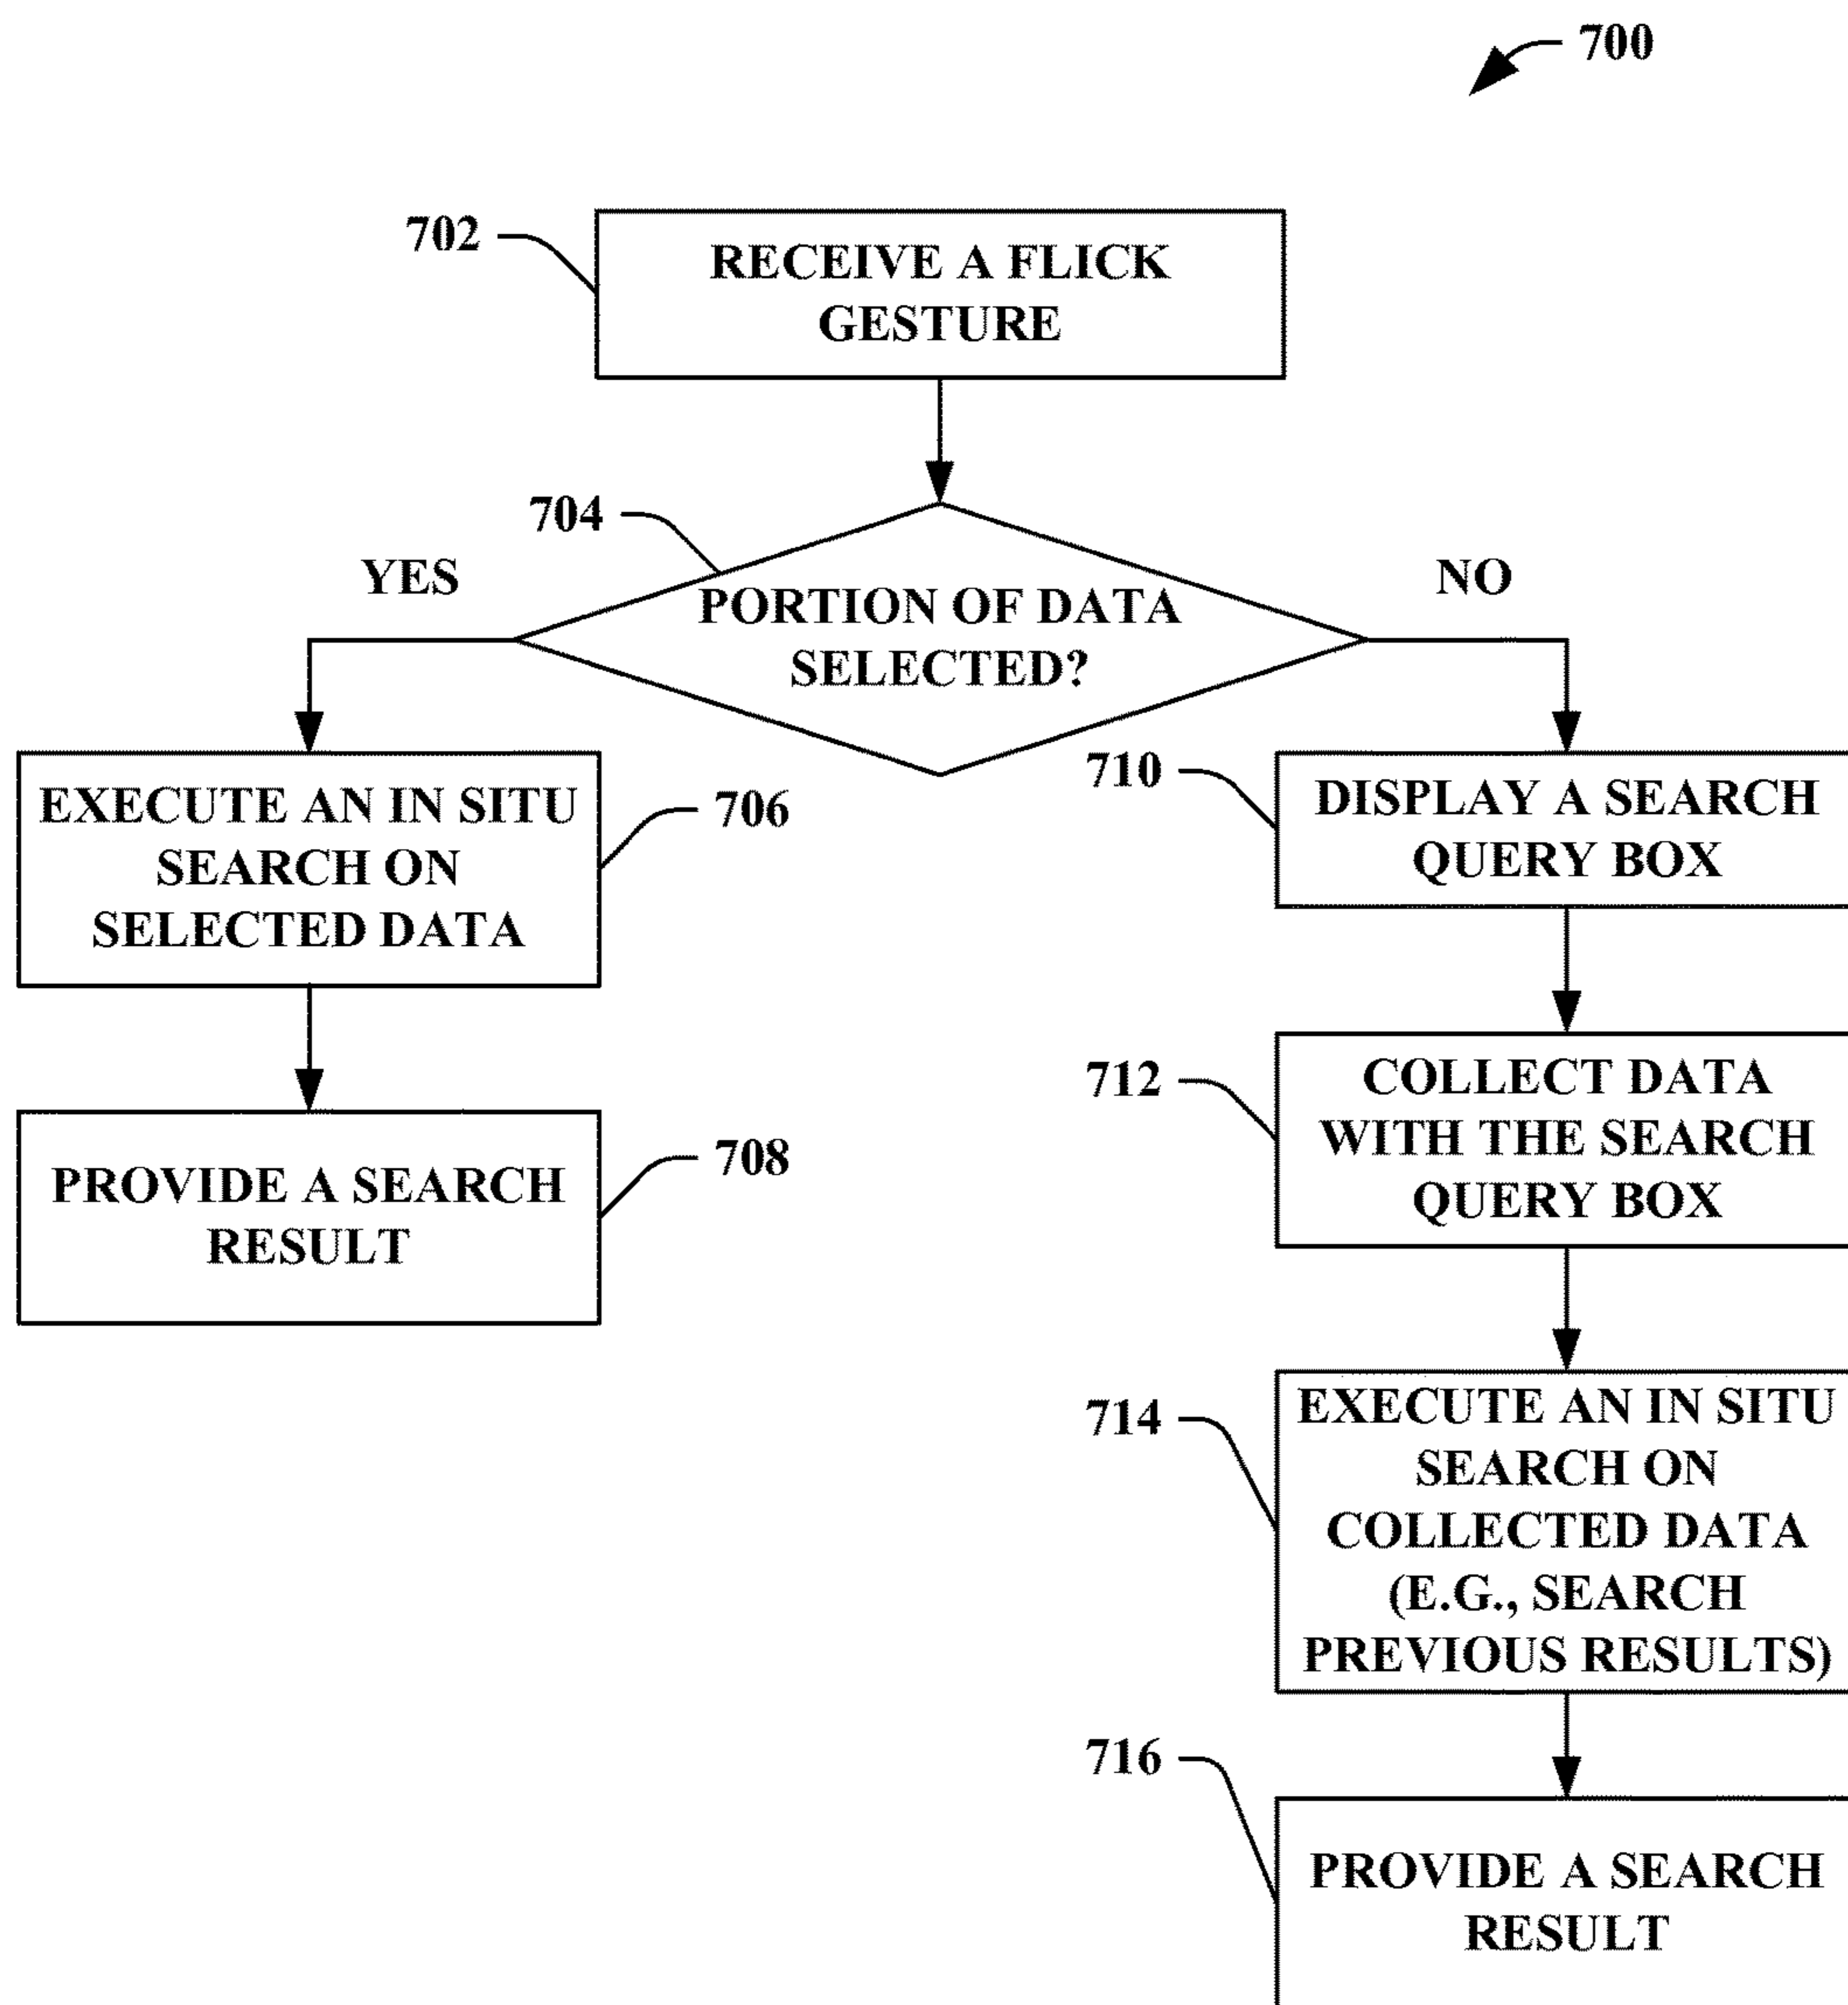 700
702
RECEIVE A FLICK
GESTURE
704
YES
PORTION OF DATA
SELECTED?
NO
EXECUTE AN IN SITU
SEARCH ON
SELECTED DATA
706
PROVIDE A SEARCH
RESULT
708
710
DISPLAY A SEARCH
QUERY BOX
712
COLLECT DATA
WITH THE SEARCH
QUERY BOX
714
EXECUTE AN IN SITU
SEARCH ON
COLLECTED DATA
(E.G., SEARCH
PREVIOUS RESULTS)
716
PROVIDE A SEARCH
RESULT